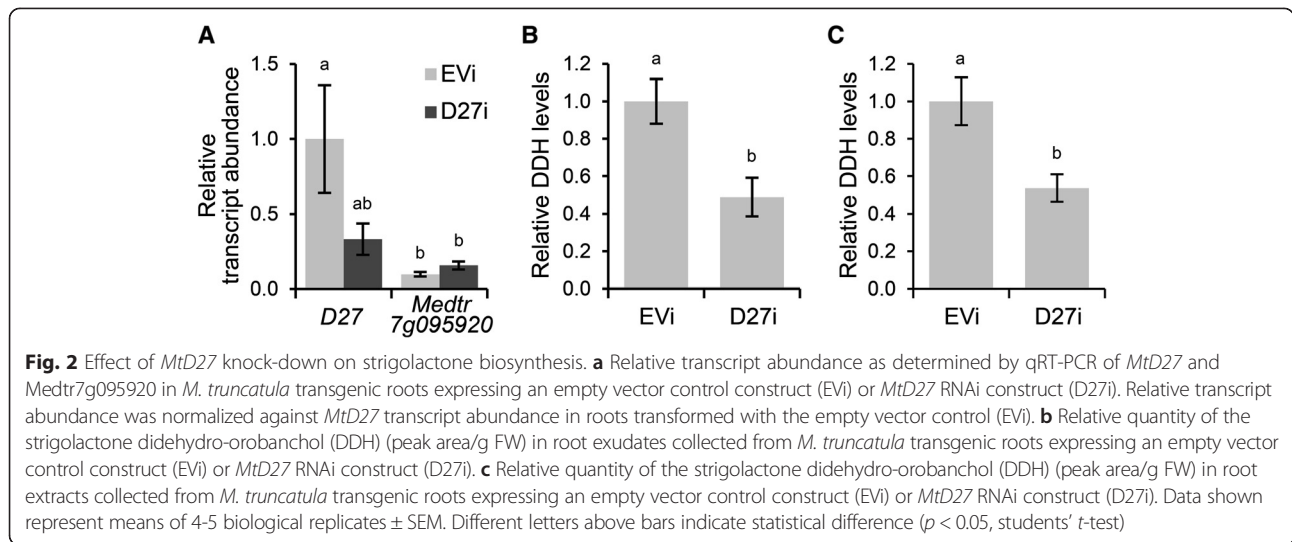 A
B
C
Relative
transcript abundance
1.5
1.0
0.5
0.0
a
ab
b
b
EVi
D27i
D27
Medtr
7g095920
Relative DDH levels
1.2
1.0
0.8
0.6
0.4
0.2
0.0
a
b
EVi
D27i
Relative DDH levels
1.2
1.0
0.8
0.6
0.4
0.2
0.0
a
b
EVi
D27i
Fig. 2 Effect of MtD27 knock-down on strigolactone biosynthesis. a Relative transcript abundance as determined by qRT-PCR of MtD27 and
Medtr7g095920 in M. truncatula transgenic roots expressing an empty vector control construct (EVi) or MtD27 RNAi construct (D27i). Relative transcript
abundance was normalized against MtD27 transcript abundance in roots transformed with the empty vector control (EVi). b Relative quantity of the
strigolactone didehydro-orobanchol (DDH) (peak area/g FW) in root exudates collected from M. truncatula transgenic roots expressing an empty vector
control construct (EVi) or MtD27 RNAi construct (D27i). c Relative quantity of the strigolactone didehydro-orobanchol (DDH) (peak area/g FW) in root
extracts collected from M. truncatula transgenic roots expressing an empty vector control construct (EVi) or MtD27 RNAi construct (D27i). Data shown
represent means of 4-5 biological replicates ± SEM. Different letters above bars indicate statistical difference (p < 0.05, students' t-test)